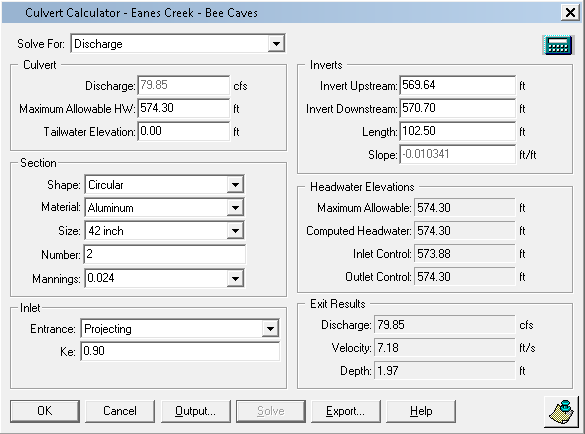 Culvert Calculator - Eanes Creek - Bee Caves
Solve For: Discharge
Culvert
Discharge: 79.85 cfs
Maximum Allowable HW: 574.30 ft
Tailwater Elevation: 0.00 ft
Section
Shape: Circular
Material: Aluminum
Size: 42 inch
Number: 2
Mannings: 0.024
Inlet
Entrance: Projecting
Ke: 0.90
Inverts
Invert Upstream: 569.64 ft
Invert Downstream: 570.70 ft
Length: 102.50 ft
Slope: -0.010341 ft/ft
Headwater Elevations
Maximum Allowable: 574.30 ft
Computed Headwater: 574.30 ft
Inlet Control: 573.88 ft
Outlet Control: 574.30 ft
Exit Results
Discharge: 79.85 cfs
Velocity: 7.18 ft/s
Depth: 1.97 ft
OK Cancel Output... Solve Export... Help